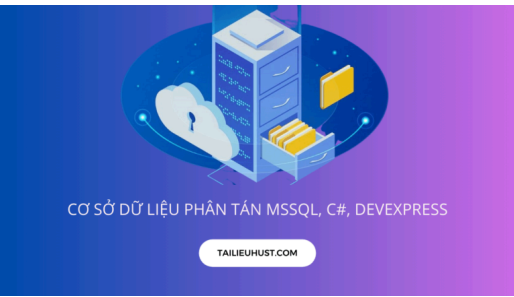 CƠ SỞ DỮ LIỆU PHÂN TÁN MSSQL, C#, DEVEXPRESS
TAILIEUHUST.COM